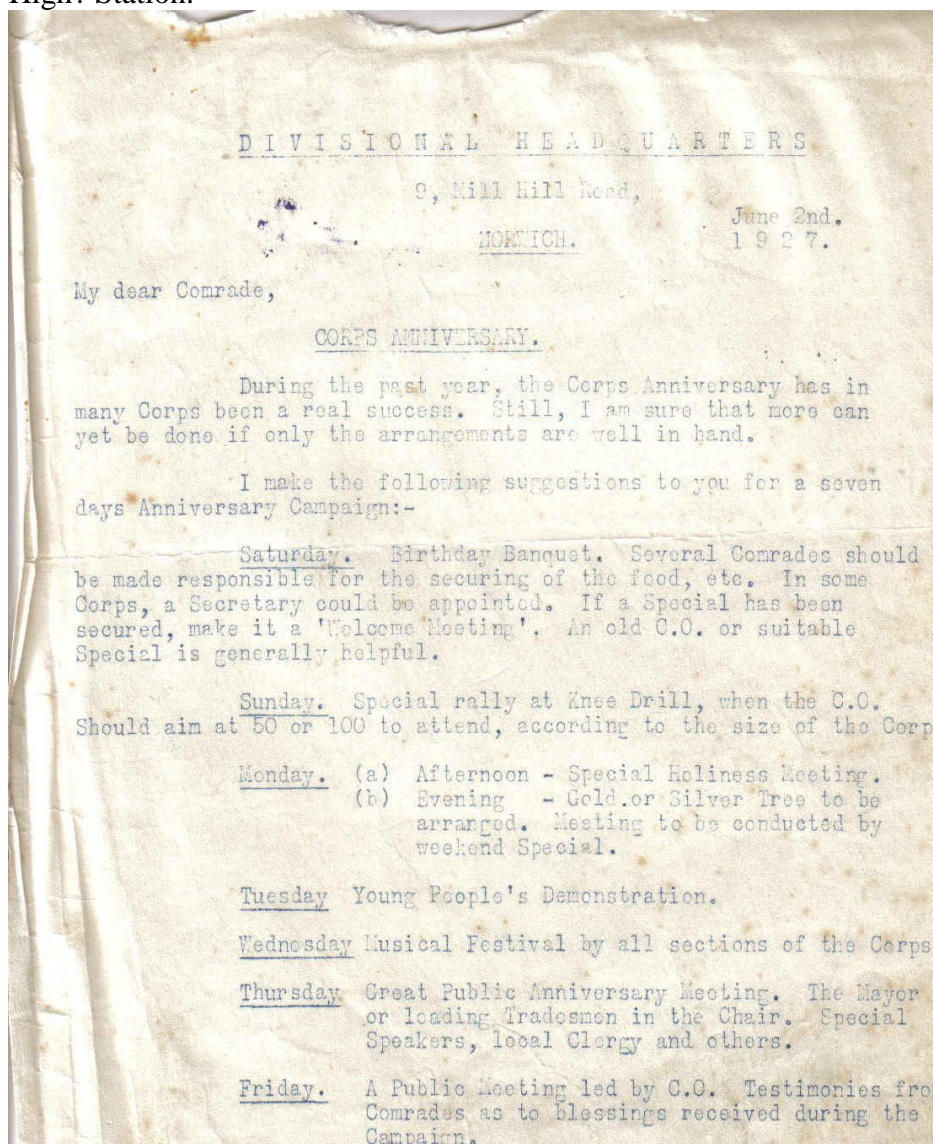 High? Station.
DIVISIONAL HEADQUARTERS
9, Mill Hill Road,
June 2nd.
NORWICH. 1927.
My dear Comrade,
CORPS ANNIVERSARY.
During the past year, the Corps Anniversary has in
many Corps been a real success. Still, I am sure that more can
yet be done if only the arrangements are well in hand.
I make the following suggestions to you for a seven
days Anniversary Campaign:-
Saturday. Birthday Banquet. Several Comrades should
be made responsible for the securing of the food, etc. In some
Corps, a Secretary could be appointed. If a Special has been
secured, make it a 'Welcome Meeting'. An old C.O. or suitable
Special is generally helpful.
Sunday. Special rally at Knee Drill, when the C.O.
Should aim at 50 or 100 to attend, according to the size of the Corp
Monday. (a) Afternoon - Special Holiness Meeting.
(b) Evening - Gold.or Silver Tree to be
arranged. Meeting to be conducted by
weekend Special.
Tuesday Young People's Demonstration.
Wednesday Musical Festival by all sections of the Corps
Thursday Great Public Anniversary Meeting. The Mayor
or leading Tradesmen in the Chair. Special
Speakers, local Clergy and others.
Friday. A Public Meeting led by C.O. Testimonies fro
Comrades as to blessings received during the
Campaign.